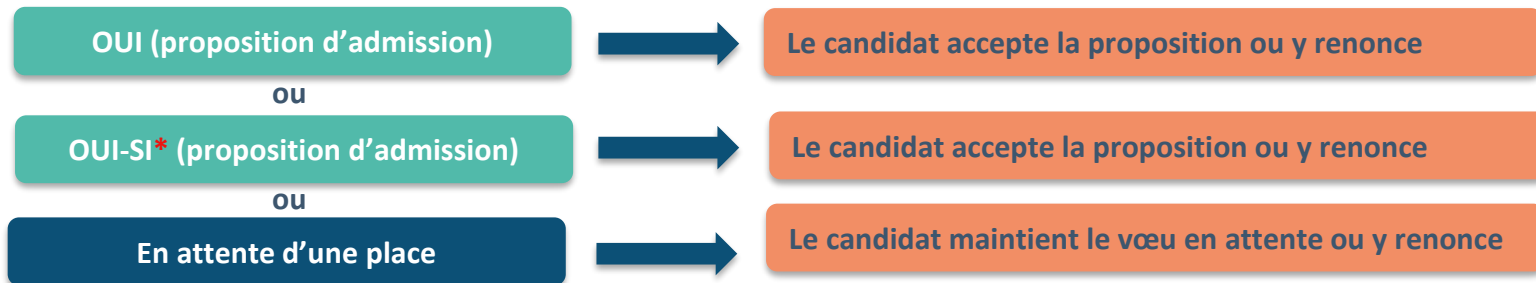 OUI (proposition d’admission)
Le candidat accepte la proposition ou y renonce
ou
OUI-SI* (proposition d’admission)
Le candidat accepte la proposition ou y renonce
ou
En attente d’une place
Le candidat maintient le vœu en attente ou y renonce